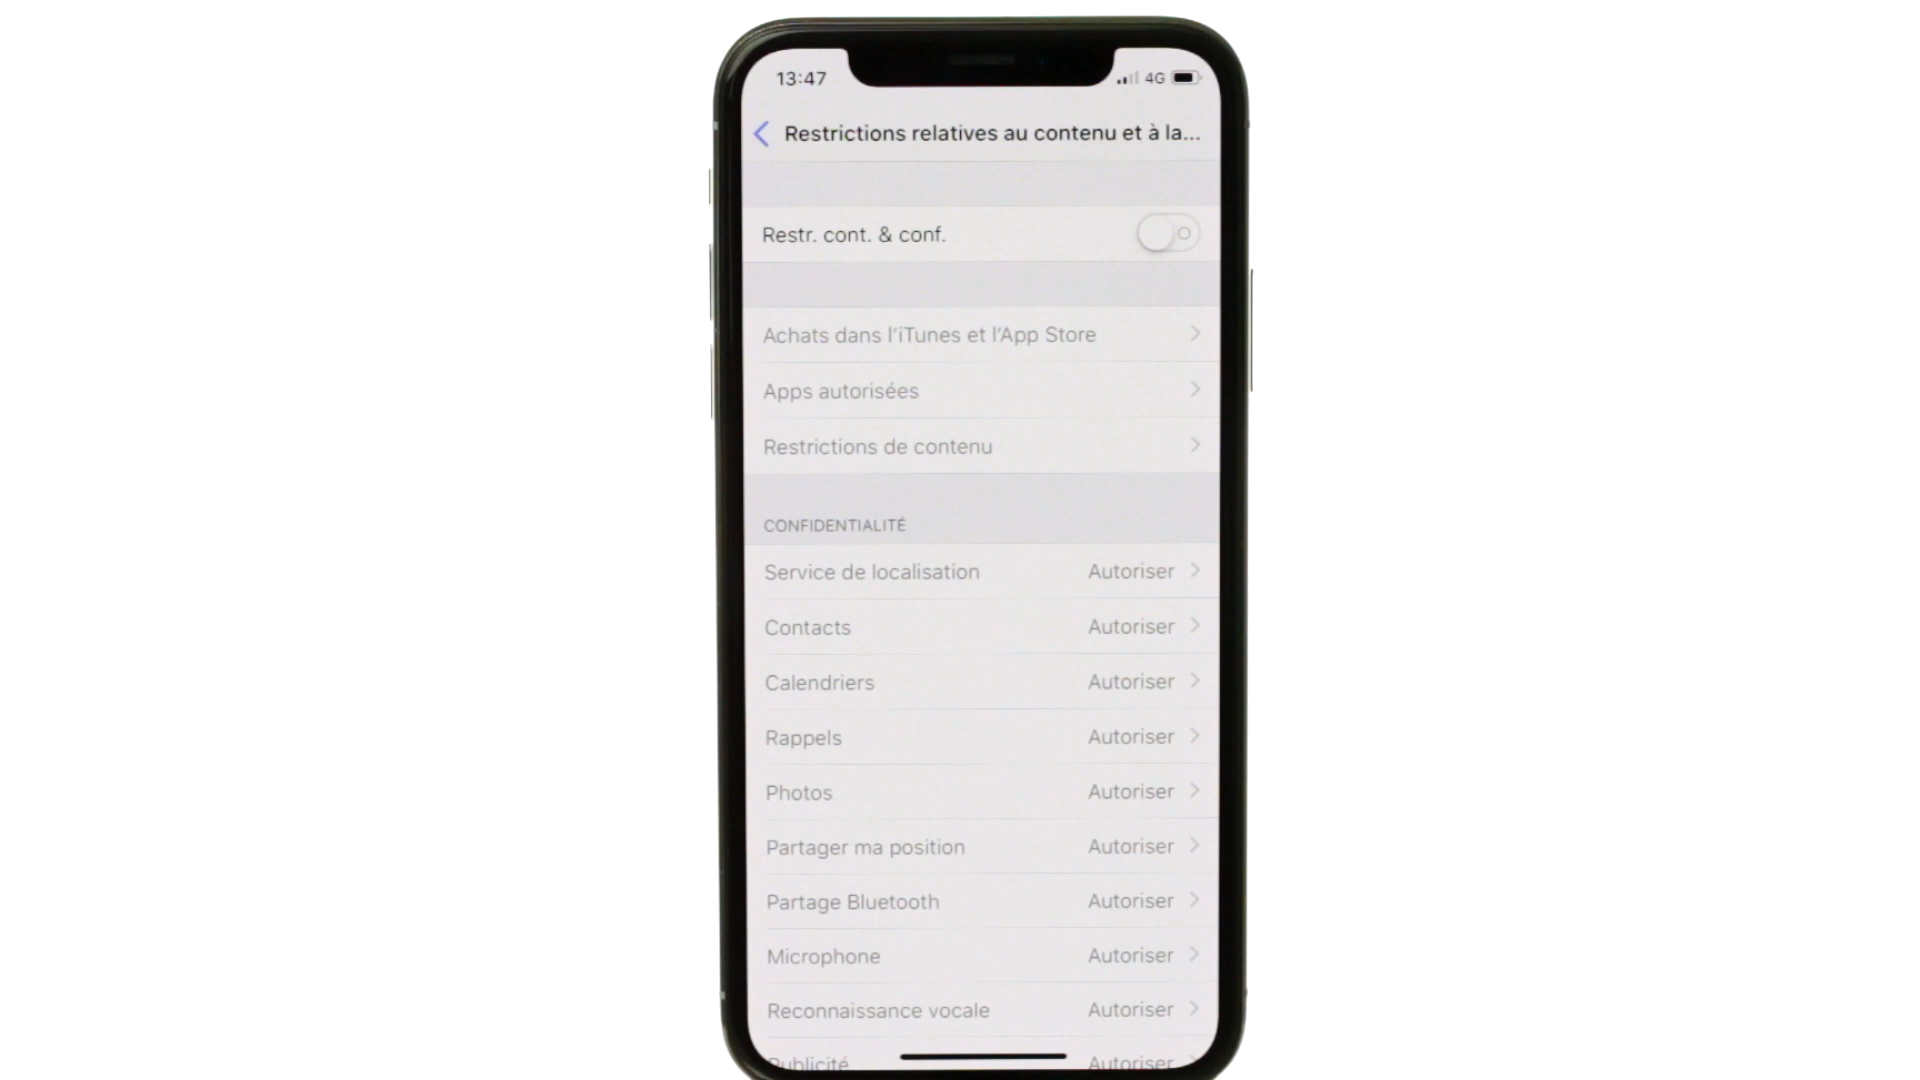 13:47 4G
Restrictions relatives au contenu et à la...
Restr. cont. & conf.
Achats dans l'iTunes et l'App Store
Apps autorisées
Restrictions de contenu
CONFIDENTIALITÉ
Service de localisation Autoriser
Contacts Autoriser
Calendriers Autoriser
Rappels Autoriser
Photos Autoriser
Partager ma position Autoriser
Partage Bluetooth Autoriser
Microphone Autoriser
Reconnaissance vocale Autoriser
Publicité Autoriser